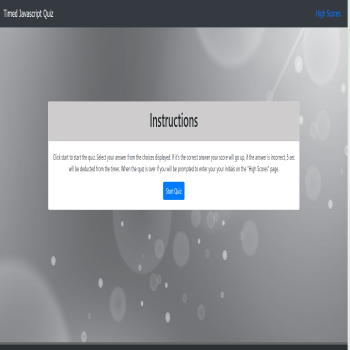 Timed Javascript Quiz
High Scores
Instructions
Click start to start the quiz. Select your answer from the choices displayed. If it's the correct answer your score will go up, if the answer is incorrect, 5 sec
will be deducted from the timer. When the quiz is over if you will be prompted to enter your your initials on the "High Scores" page.
Start Quiz